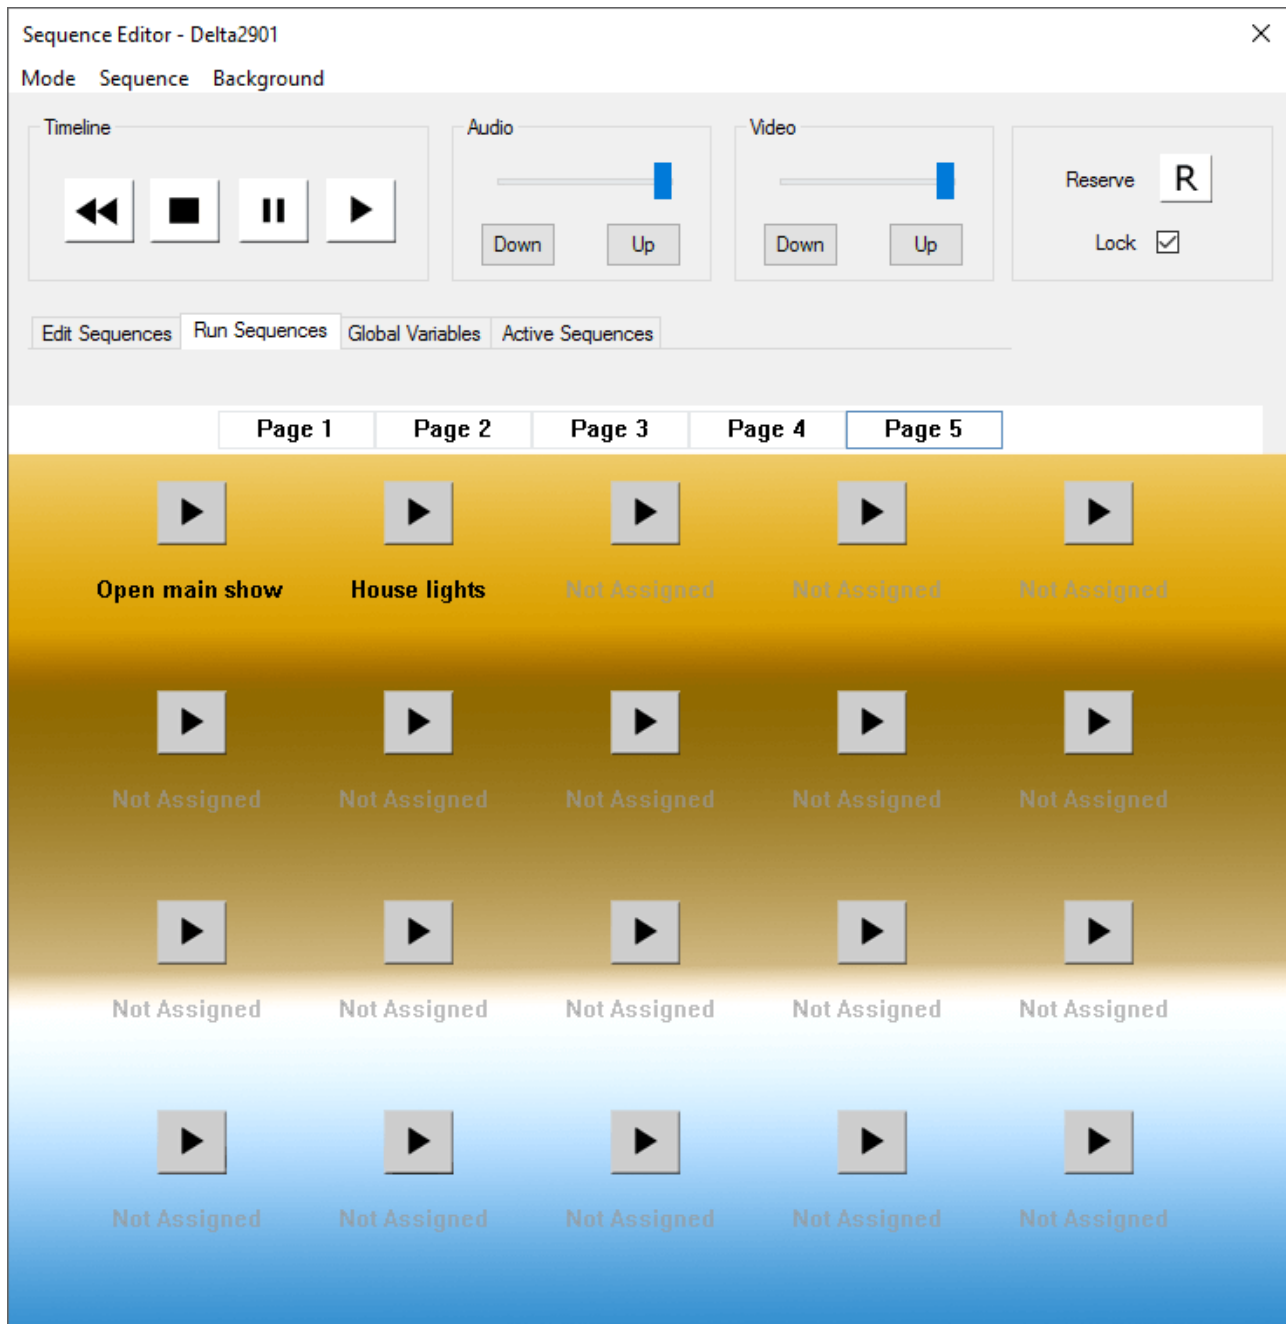 Sequence Editor - Delta2901
Mode Sequence Background
Timeline Audio Video
Reserve R
Down Up Down Up Lock
Edit Sequences Run Sequences Global Variables Active Sequences
Page 1 Page 2 Page 3 Page 4 Page 5
Open main show House lights Not Assigned Not Assigned Not Assigned
Not Assigned Not Assigned Not Assigned Not Assigned Not Assigned
Not Assigned Not Assigned Not Assigned Not Assigned Not Assigned
Not Assigned Not Assigned Not Assigned Not Assigned Not Assigned